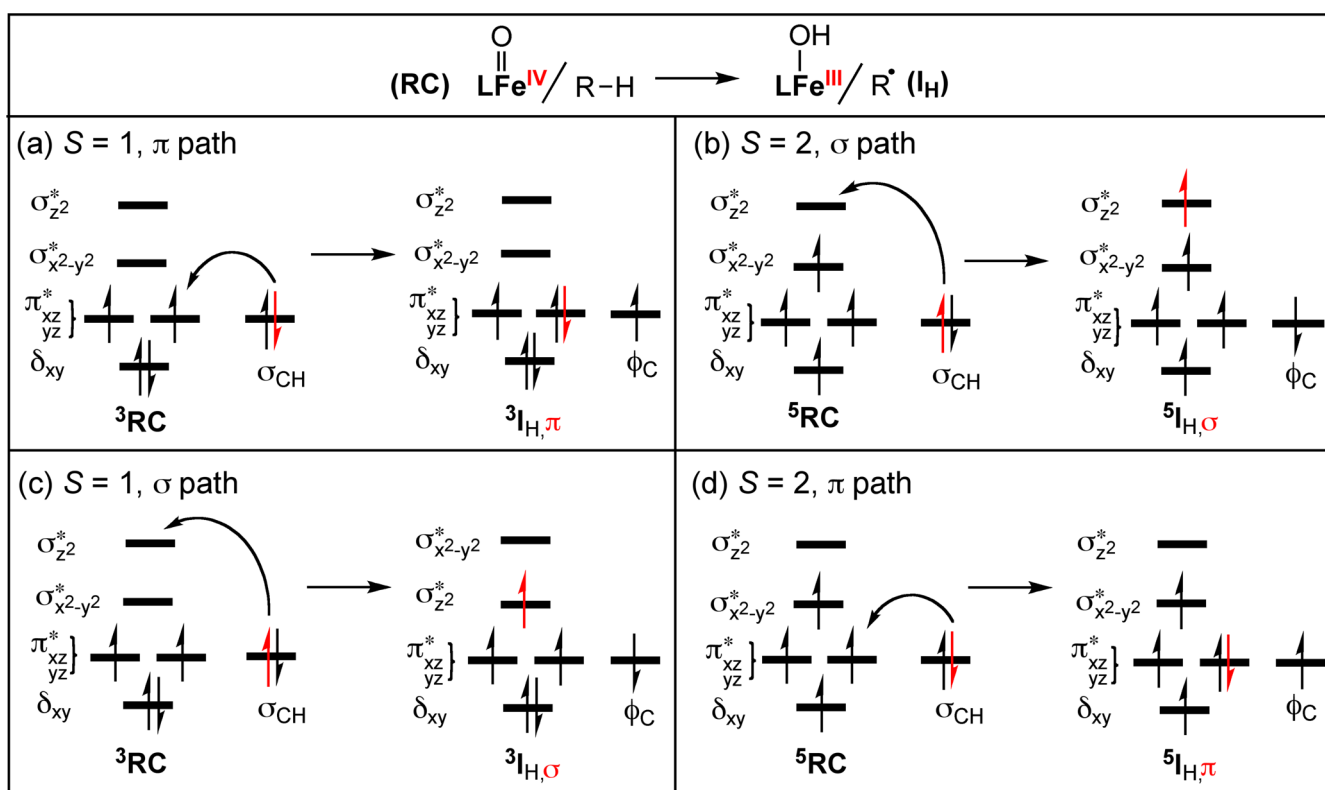 O
||
(RC) LFeIV / R–H ⟶ LFeIII / R• (IH)
OH
(a) S = 1, π path
σ*z2
σ*x2-y2
π*xz yz}
δxy
σCH
3RC
σ*z2
σ*x2-y2
π*xz yz}
δxy
ϕC
3IH,π
(b) S = 2, σ path
σ*z2
σ*x2-y2
π*xz yz}
δxy
σCH
5RC
σ*z2
σ*x2-y2
π*xz yz}
δxy
ϕC
5IH,σ
(c) S = 1, σ path
σ*z2
σ*x2-y2
π*xz yz}
δxy
σCH
3RC
σ*x2-y2
σ*z2
π*xz yz}
δxy
ϕC
3IH,σ
(d) S = 2, π path
σ*z2
σ*x2-y2
π*xz yz}
δxy
σCH
5RC
σ*z2
σ*x2-y2
π*xz yz}
δxy
ϕC
5IH,π